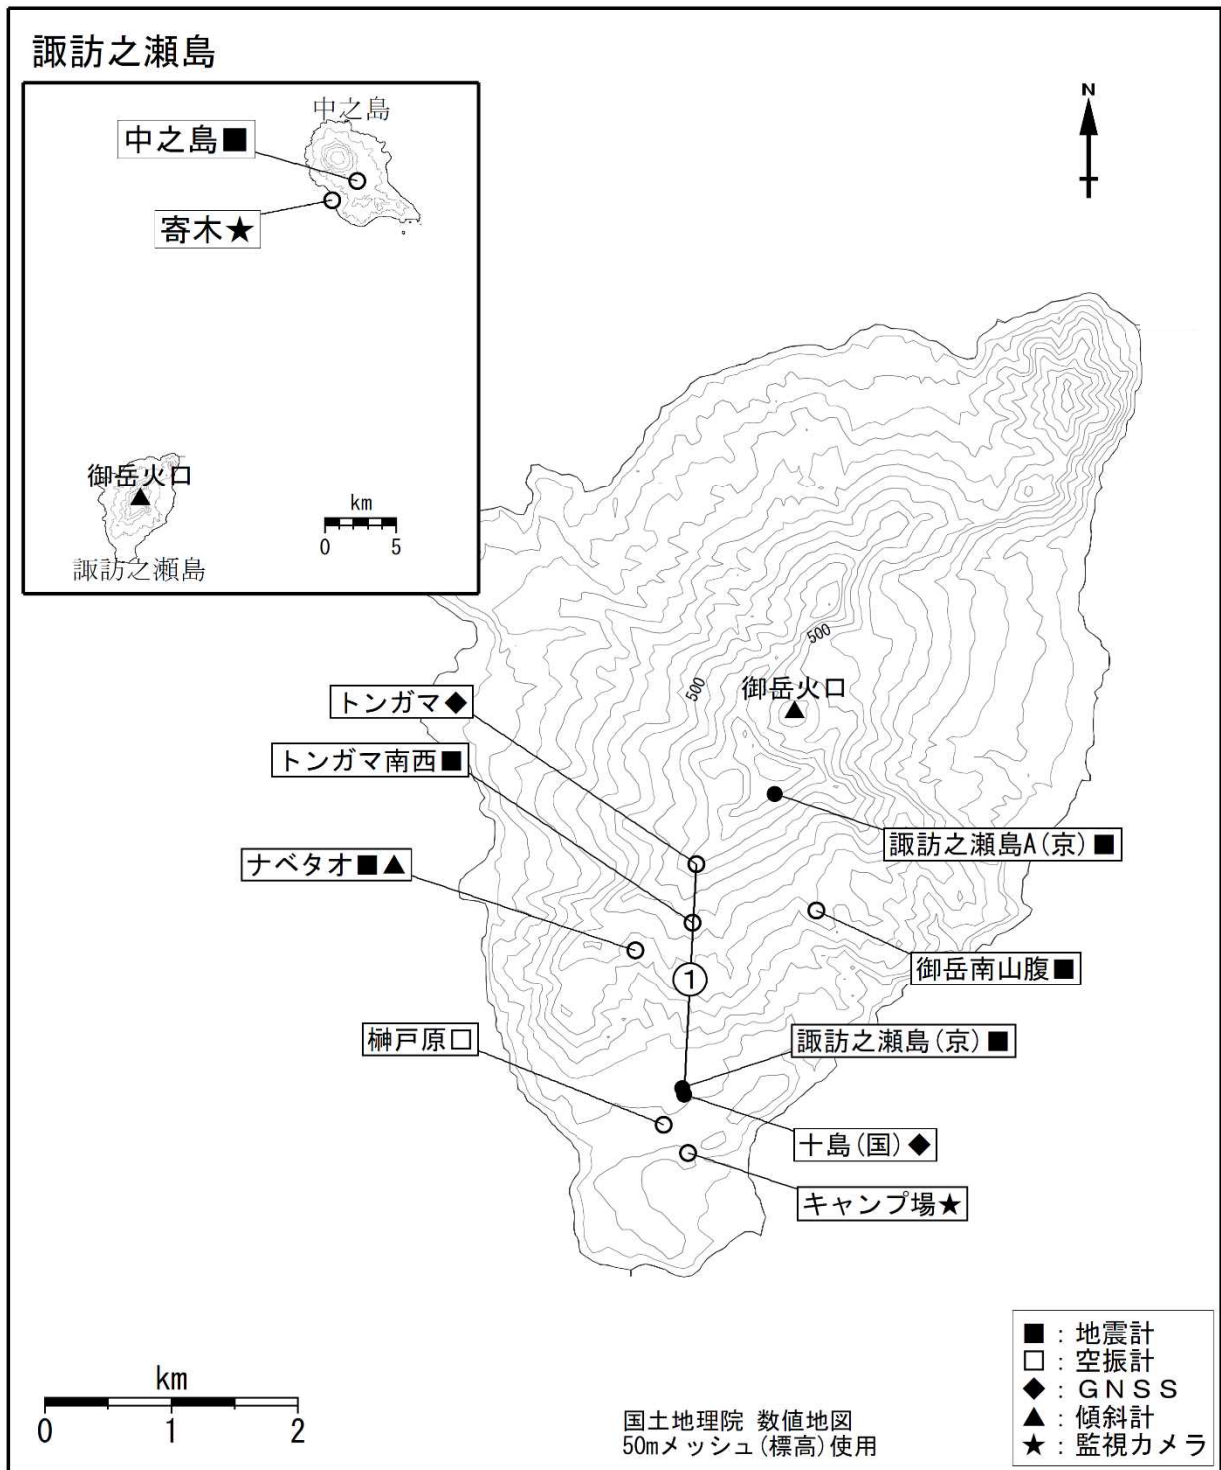 諏訪之瀬島
N
中之島
中之島■
寄木★
御岳火口
km
0 5
諏訪之瀬島
500
500
御岳火口
トンガマ◆
トンガマ南西■
諏訪之瀬島A(京)■
ナベタオ■▲
御岳南山腹■
①
榊戸原□
諏訪之瀬島(京)■
十島(国)◆
キャンプ場★
■：地震計
□：空振計
◆：ＧＮＳＳ
▲：傾斜計
★：監視カメラ
km
0 1 2
国土地理院 数値地図
50mメッシュ(標高)使用